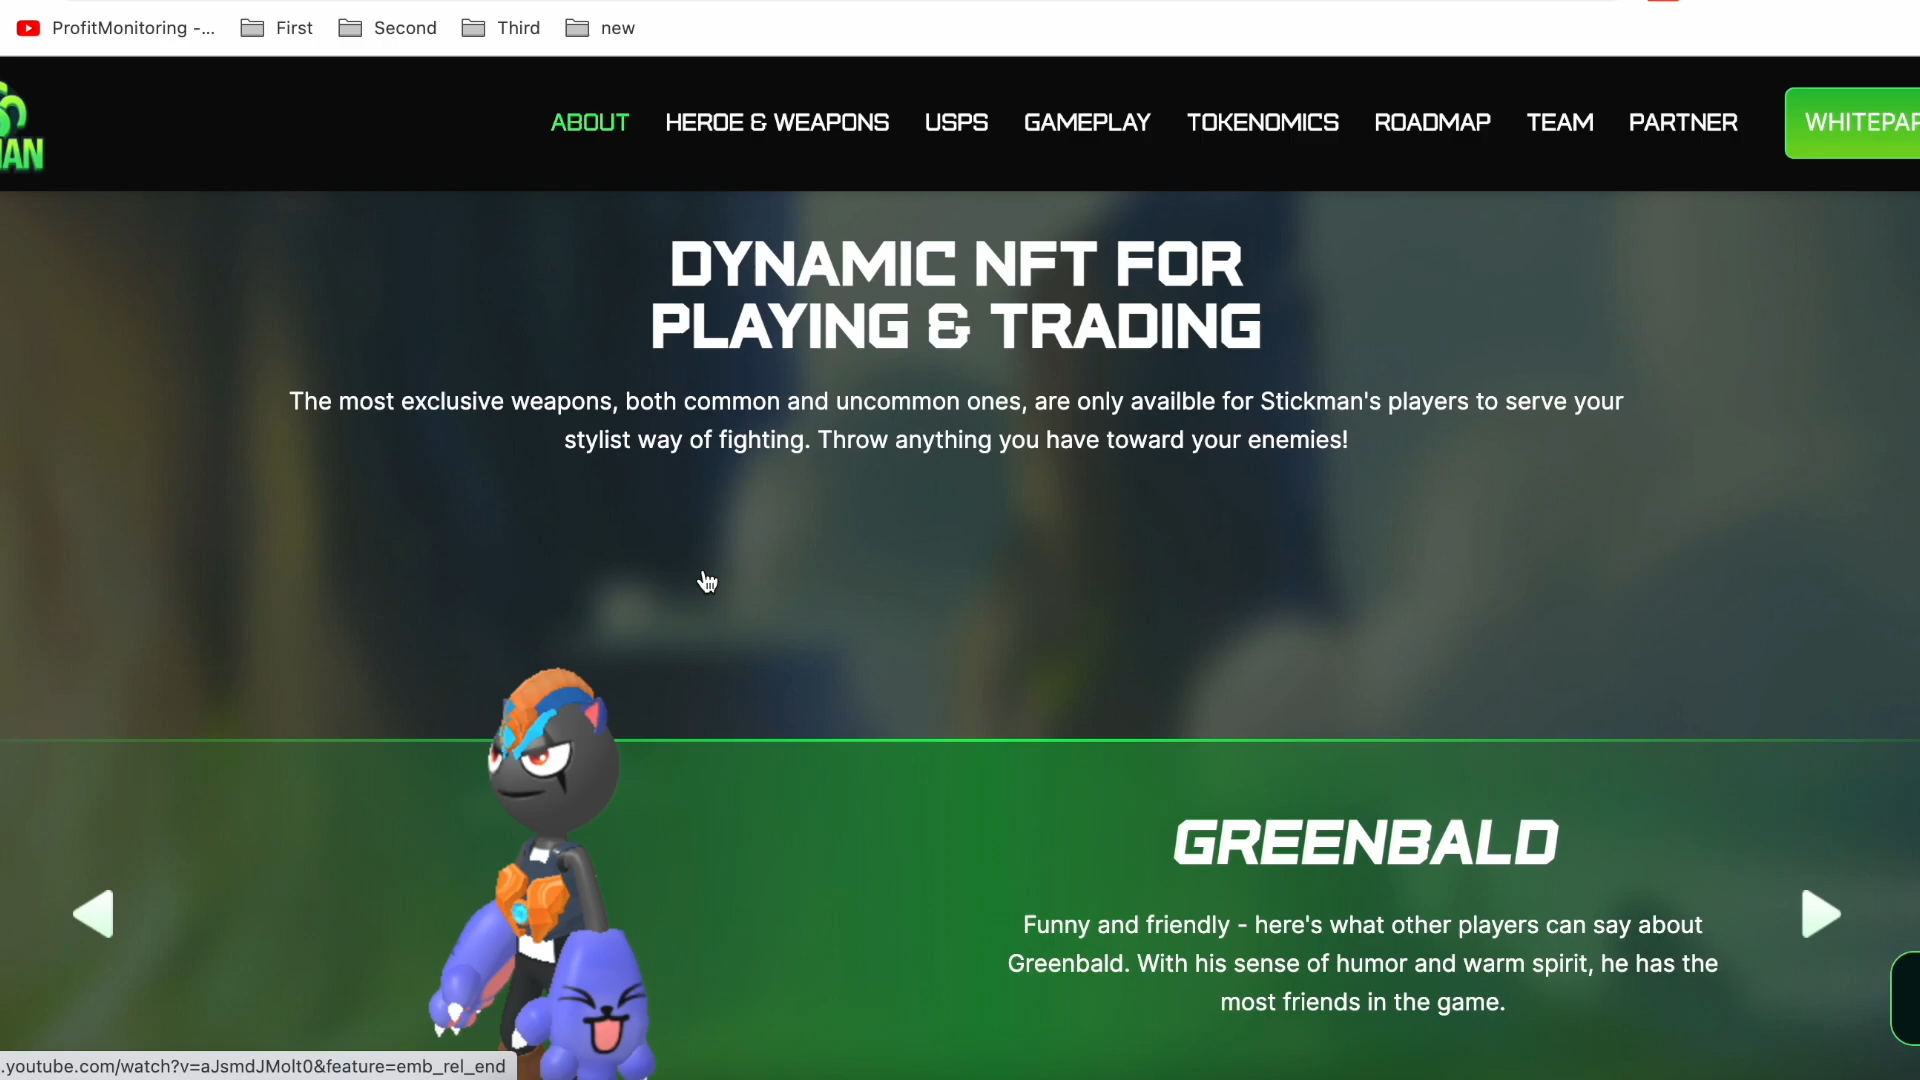 ProfitMonitoring -...
First
Second
Third
new
MAN
ABOUT
HEROE & WEAPONS
USPS
GAMEPLAY
TOKENOMICS
ROADMAP
TEAM
PARTNER
WHITEPAP
DYNAMIC NFT FOR
PLAYING & TRADING
The most exclusive weapons, both common and uncommon ones, are only availble for Stickman's players to serve your
stylist way of fighting. Throw anything you have toward your enemies!
GREENBALD
Funny and friendly - here's what other players can say about
Greenbald. With his sense of humor and warm spirit, he has the
most friends in the game.
.youtube.com/watch?v=aJsmdJMolt0&feature=emb_rel_end